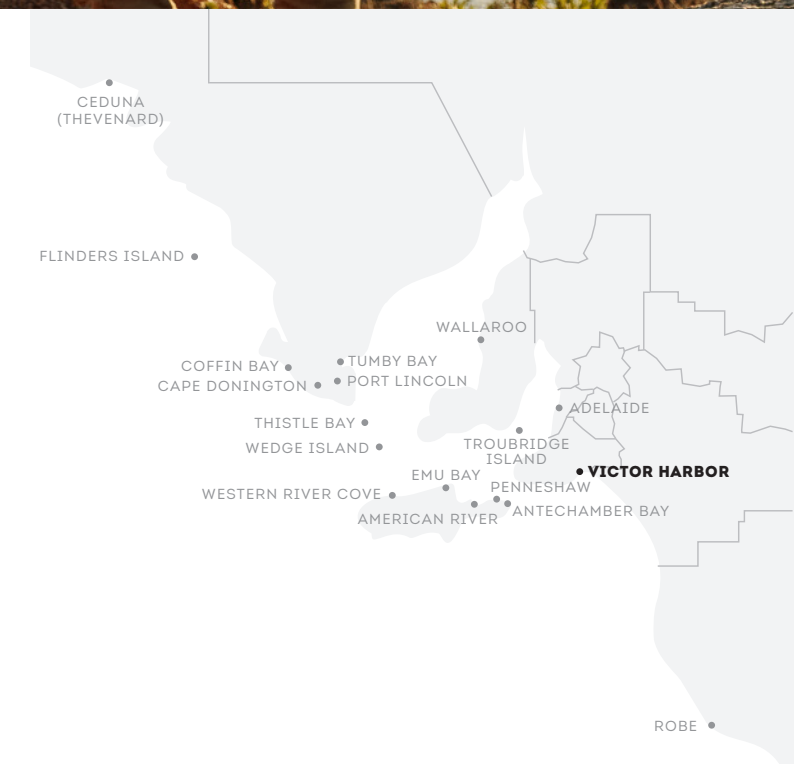 CEDUNA
(THEVENARD)
FLINDERS ISLAND
WALLAROO
COFFIN BAY
TUMBY BAY
CAPE DONINGTON
PORT LINCOLN
ADELAIDE
THISTLE BAY
TROUBRIDGE
ISLAND
WEDGE ISLAND
VICTOR HARBOR
EMU BAY
PENNESHAW
WESTERN RIVER COVE
AMERICAN RIVER
ANTECHAMBER BAY
ROBE